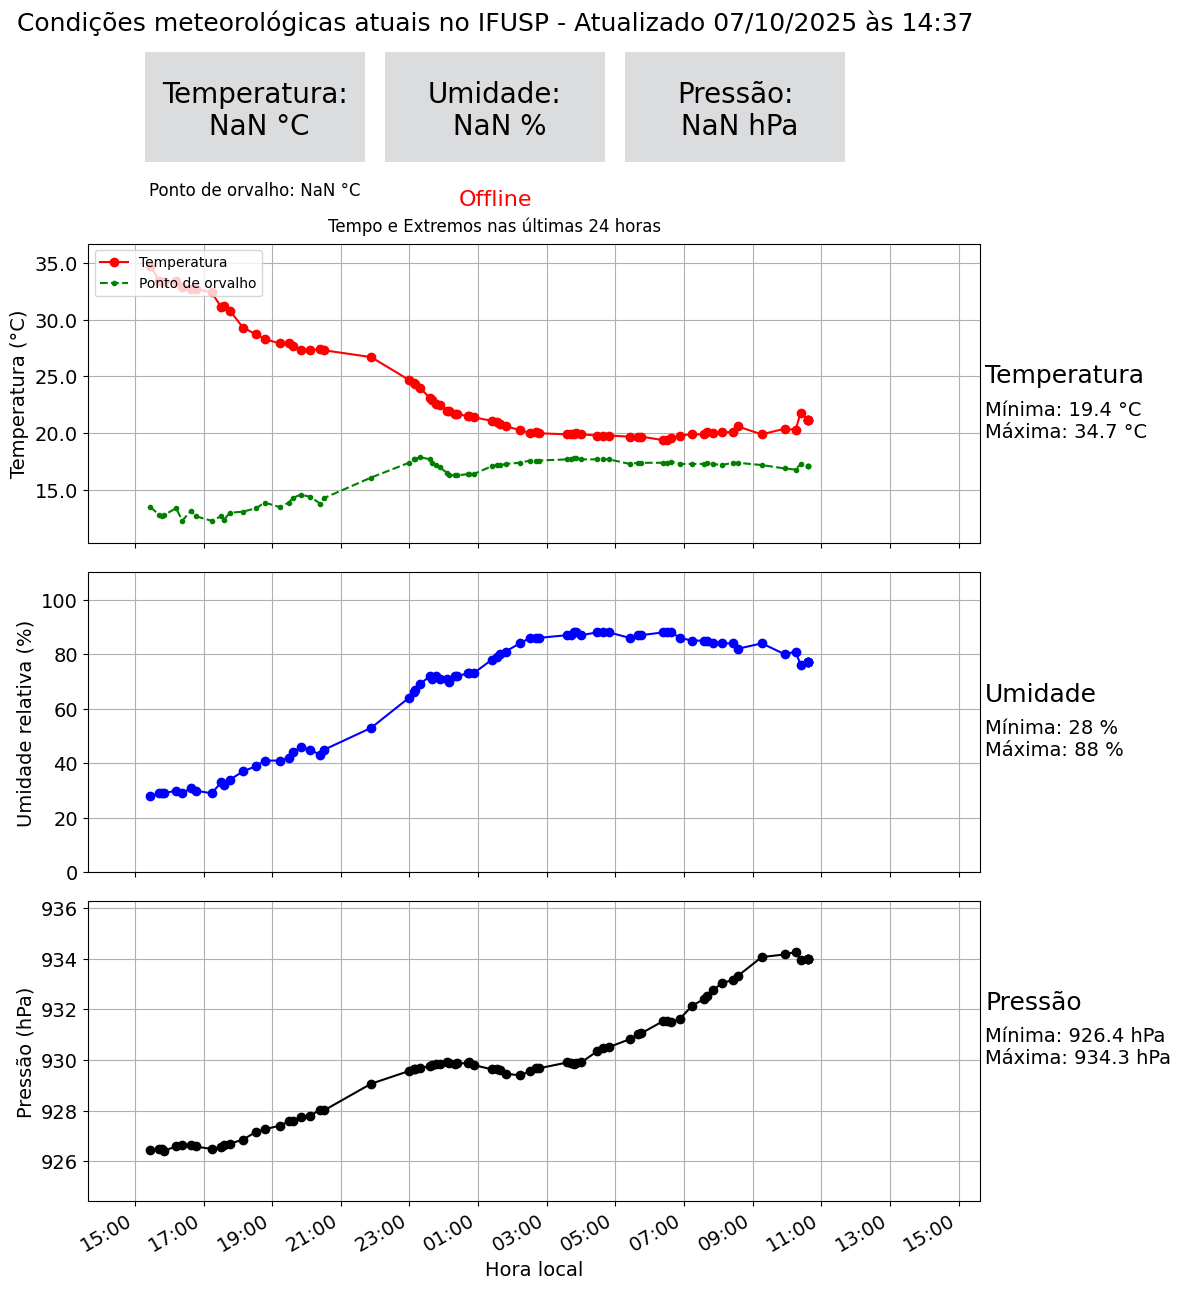 Condições meteorológicas atuais no IFUSP - Atualizado 07/10/2025 às 14:37
Temperatura:
NaN °C
Umidade:
NaN %
Pressão:
NaN hPa
Ponto de orvalho: NaN °C
Offline
Tempo e Extremos nas últimas 24 horas
Temperatura
Ponto de orvalho
35.0
30.0
25.0
20.0
15.0
Temperatura (°C)
Temperatura
Mínima: 19.4 °C
Máxima: 34.7 °C
100
80
60
40
20
0
Umidade relativa (%)
Umidade
Mínima: 28 %
Máxima: 88 %
936
934
932
930
928
926
Pressão (hPa)
Pressão
Mínima: 926.4 hPa
Máxima: 934.3 hPa
15:00 17:00 19:00 21:00 23:00 01:00 03:00 05:00 07:00 09:00 11:00 13:00 15:00
Hora local